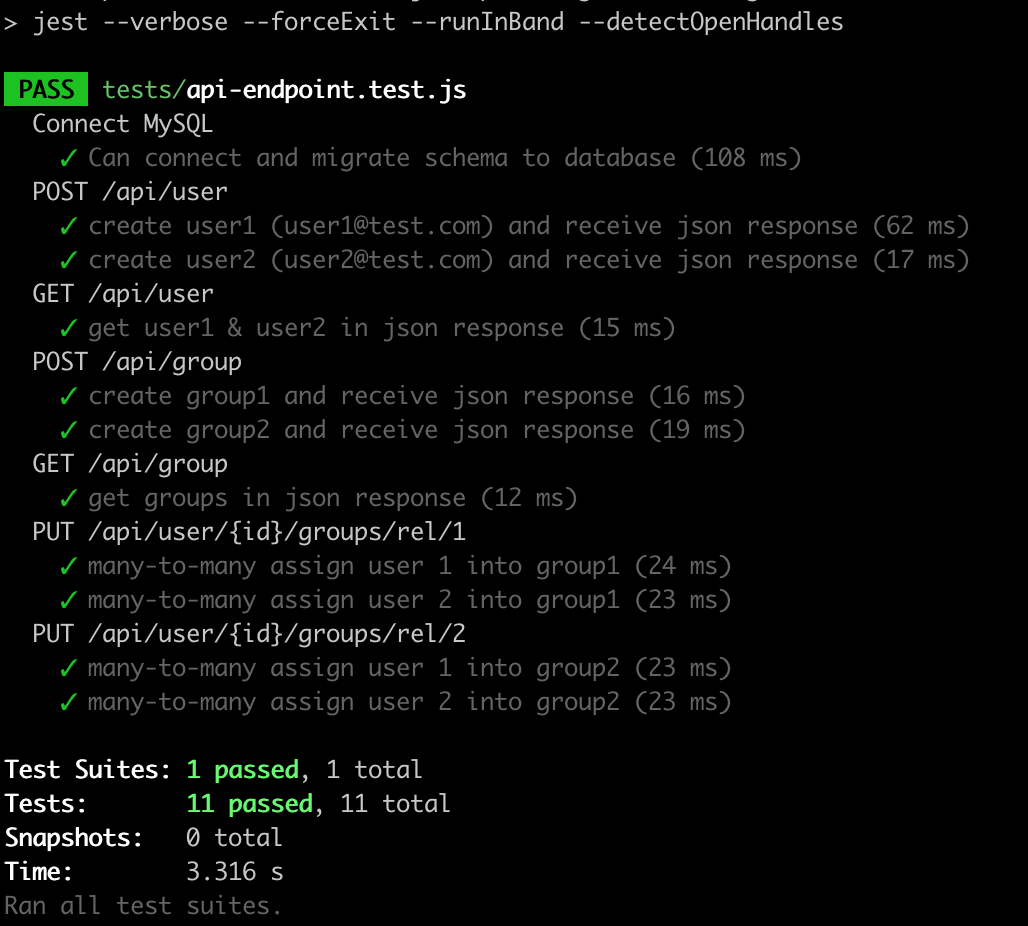 > jest --verbose --forceExit --runInBand --detectOpenHandles
PASS tests/api-endpoint.test.js
Connect MySQL
✓ Can connect and migrate schema to database (108 ms)
POST /api/user
✓ create user1 (user1@test.com) and receive json response (62 ms)
✓ create user2 (user2@test.com) and receive json response (17 ms)
GET /api/user
✓ get user1 & user2 in json response (15 ms)
POST /api/group
✓ create group1 and receive json response (16 ms)
✓ create group2 and receive json response (19 ms)
GET /api/group
✓ get groups in json response (12 ms)
PUT /api/user/{id}/groups/rel/1
✓ many-to-many assign user 1 into group1 (24 ms)
✓ many-to-many assign user 2 into group1 (23 ms)
PUT /api/user/{id}/groups/rel/2
✓ many-to-many assign user 1 into group2 (23 ms)
✓ many-to-many assign user 2 into group2 (23 ms)
Test Suites: 1 passed, 1 total
Tests: 11 passed, 11 total
Snapshots: 0 total
Time: 3.316 s
Ran all test suites.